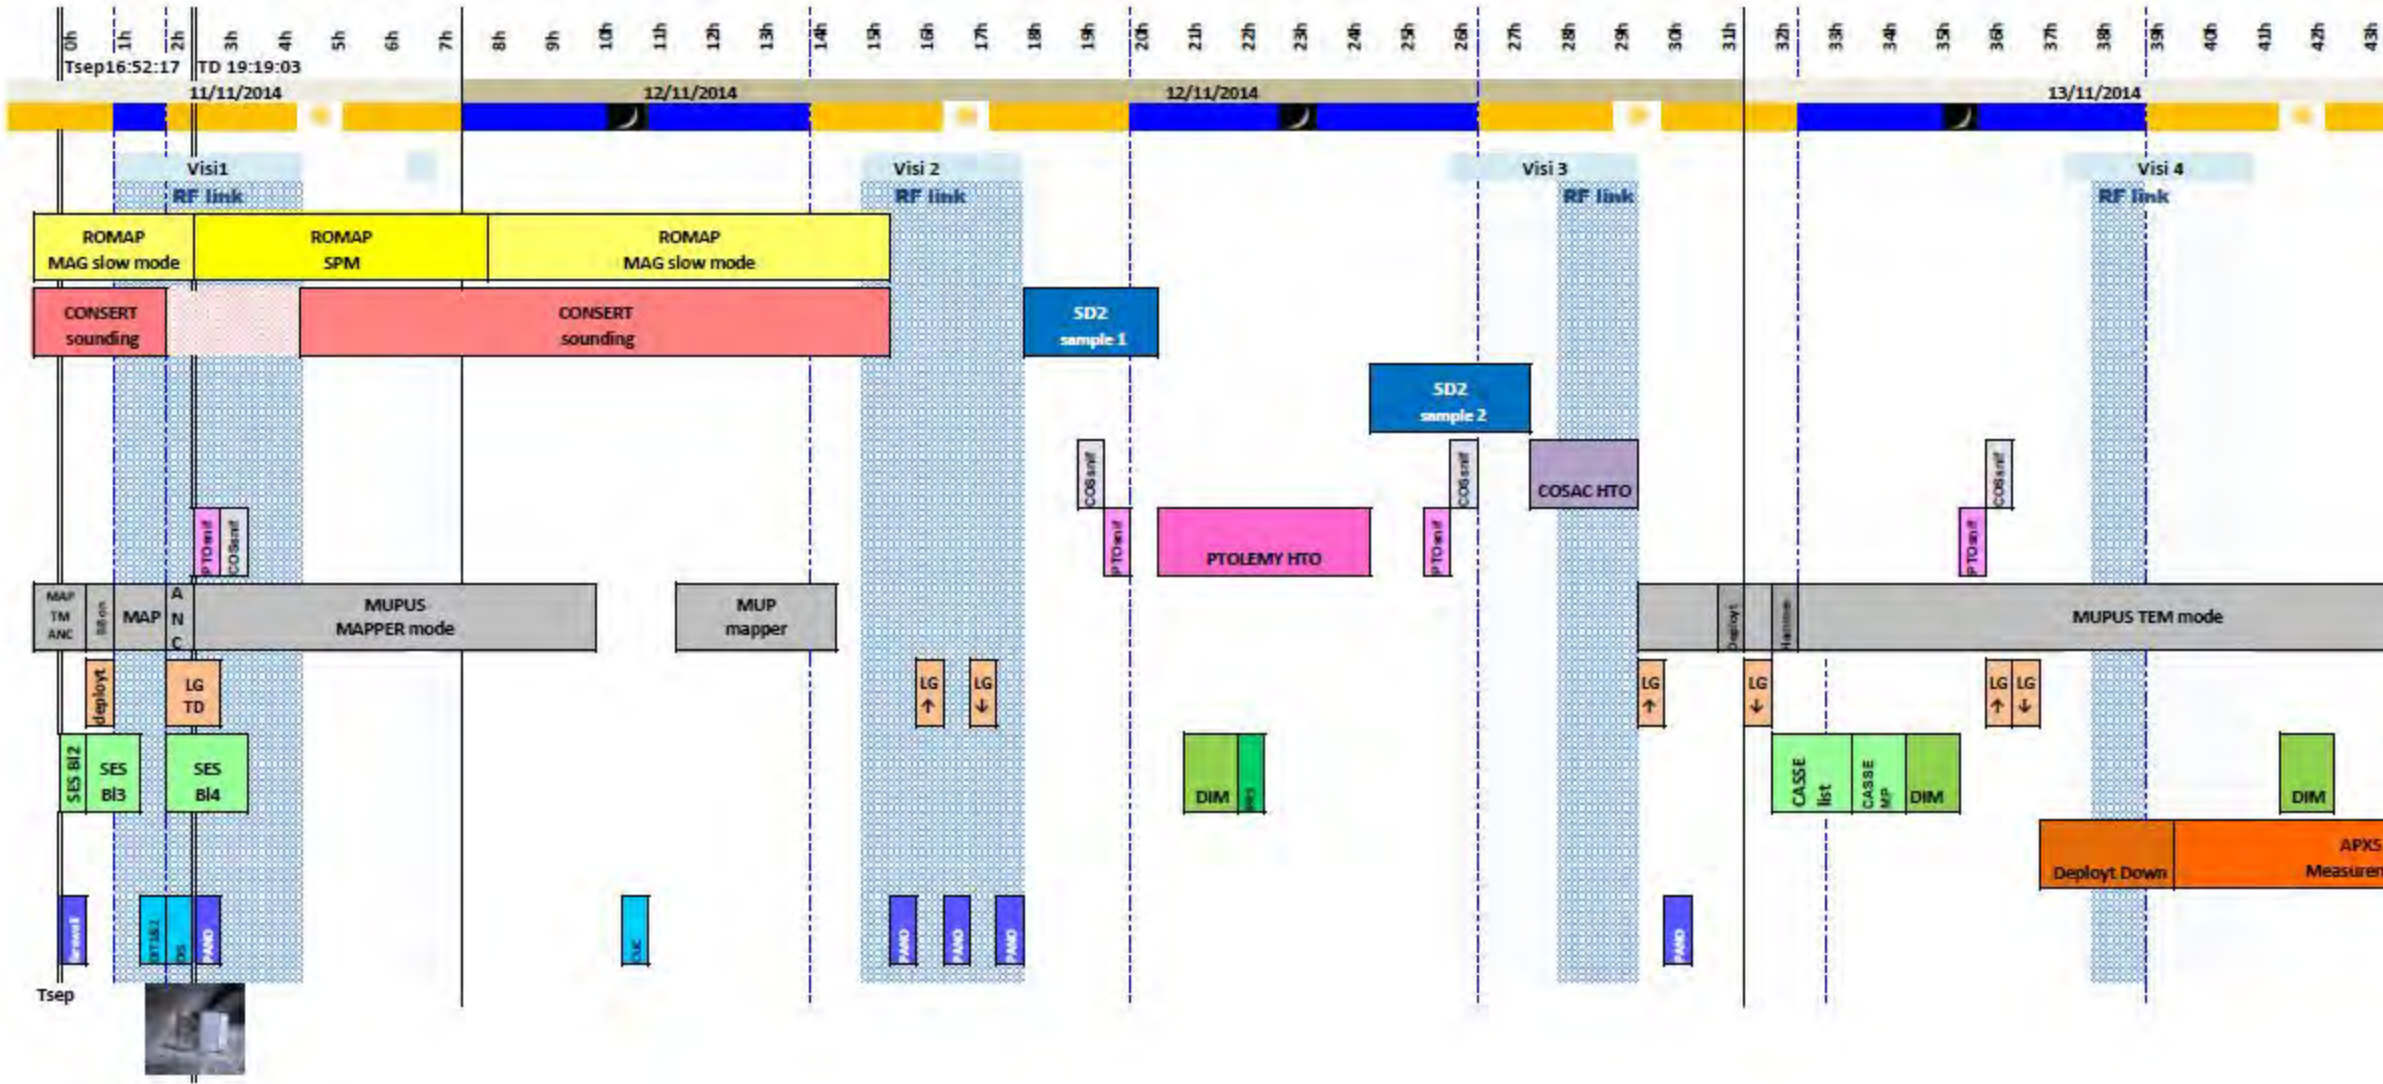 0h 1h 2h 3h 4h 5h 6h 7h 8h 9h 10h 11h 12h 13h 14h 15h 16h 17h 18h 19h 20h 21h 22h 23h 24h 25h 26h 27h 28h 29h 30h 31h 32h 33h 34h 35h 36h 37h 38h 39h 40h 41h 42h 43h
Tsep16:52:17 TD 19:19:03
11/11/2014 12/11/2014 12/11/2014 13/11/2014
Visi1 Visi 2 Visi 3 Visi 4
RF link RF link RF link RF link
ROMAP
MAG slow mode
ROMAP
SPM
ROMAP
MAG slow mode
CONSERT
sounding
CONSERT
sounding
SD2
sample 1
SD2
sample 2
COSsnif
COSsnif
COSAC HTO
COSsnif
PTOsnif
COSsnif
PTOsnif
PTOLEMY HTO
PTOsnif
PTOsnif
MAP
TM
ANC
MAP
A
N
C
MUPUS
MAPPER mode
MUP
mapper
Deployt
MUPUS TEM mode
deployt
LG
TD
LG
↑
LG
↓
LG
↑
LG
↓
LG
↑
LG
↓
SES Bl2
SES
Bl3
SES
Bl4
DIM
CASSE
list
CASSE
MP
DIM
DIM
Deployt Down
APXS
Measuren
PANO
PANO
PANO
PANO
PANO
Tsep